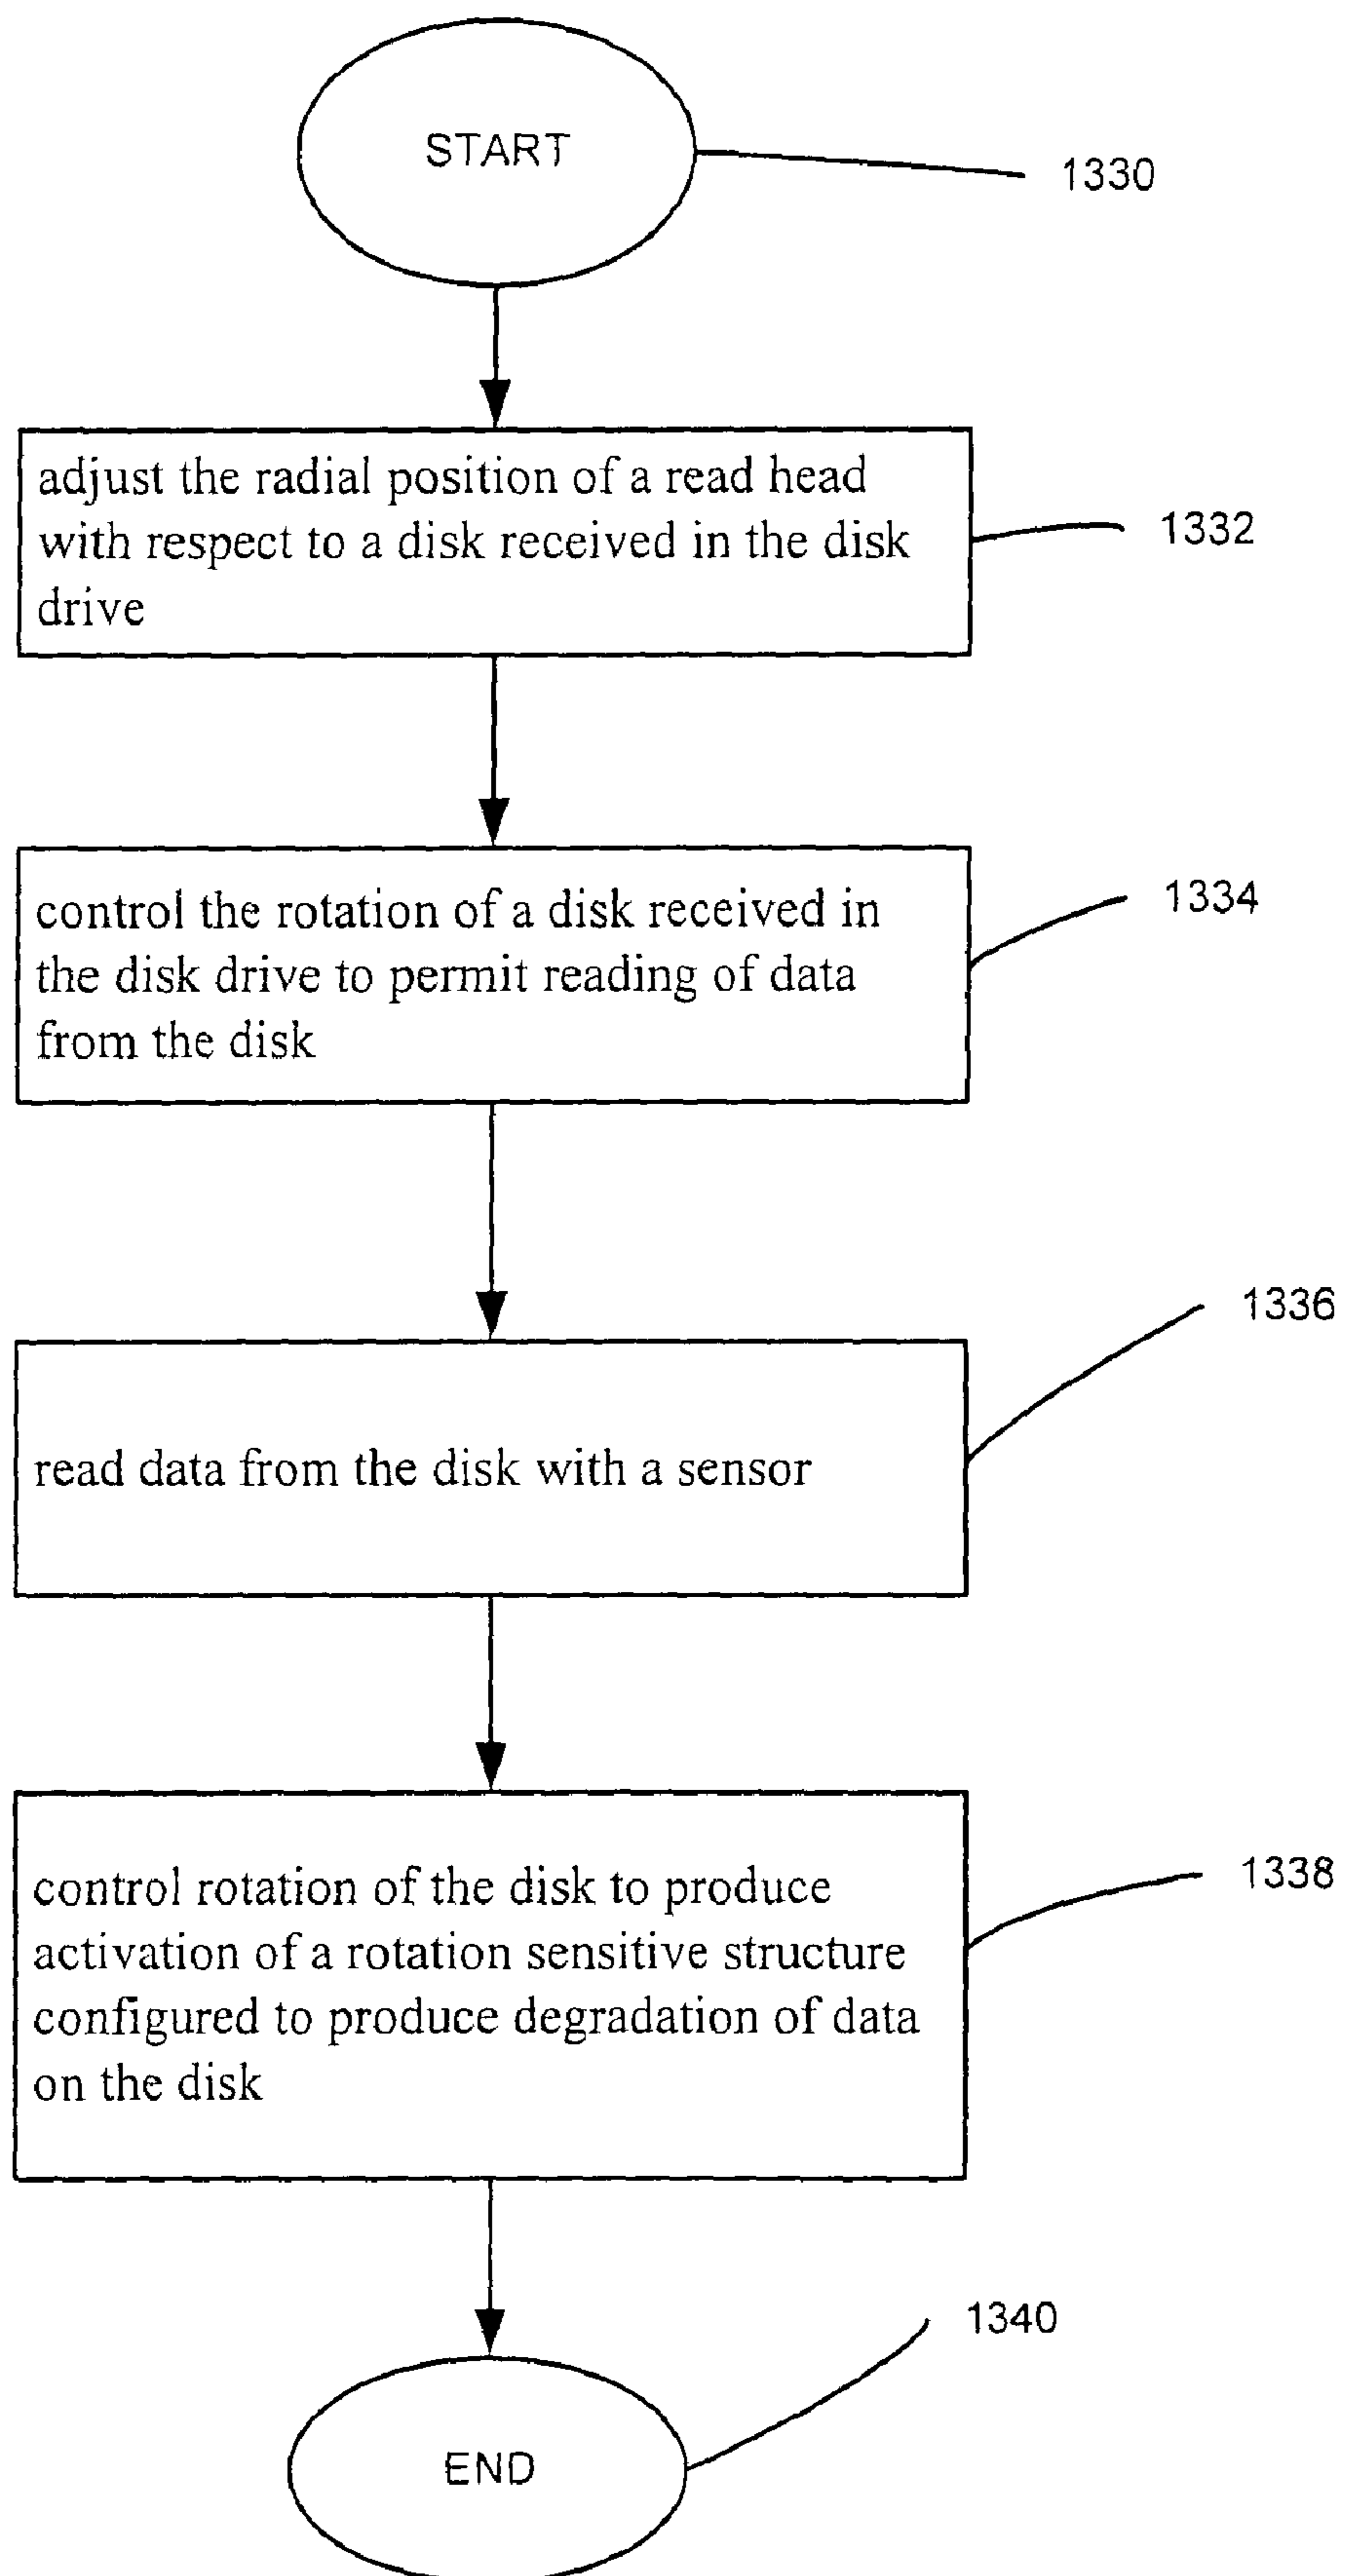 START
1330
adjust the radial position of a read head
with respect to a disk received in the disk
drive
1332
control the rotation of a disk received in
the disk drive to permit reading of data
from the disk
1334
1336
read data from the disk with a sensor
control rotation of the disk to produce
activation of a rotation sensitive structure
configured to produce degradation of data
on the disk
1338
1340
END